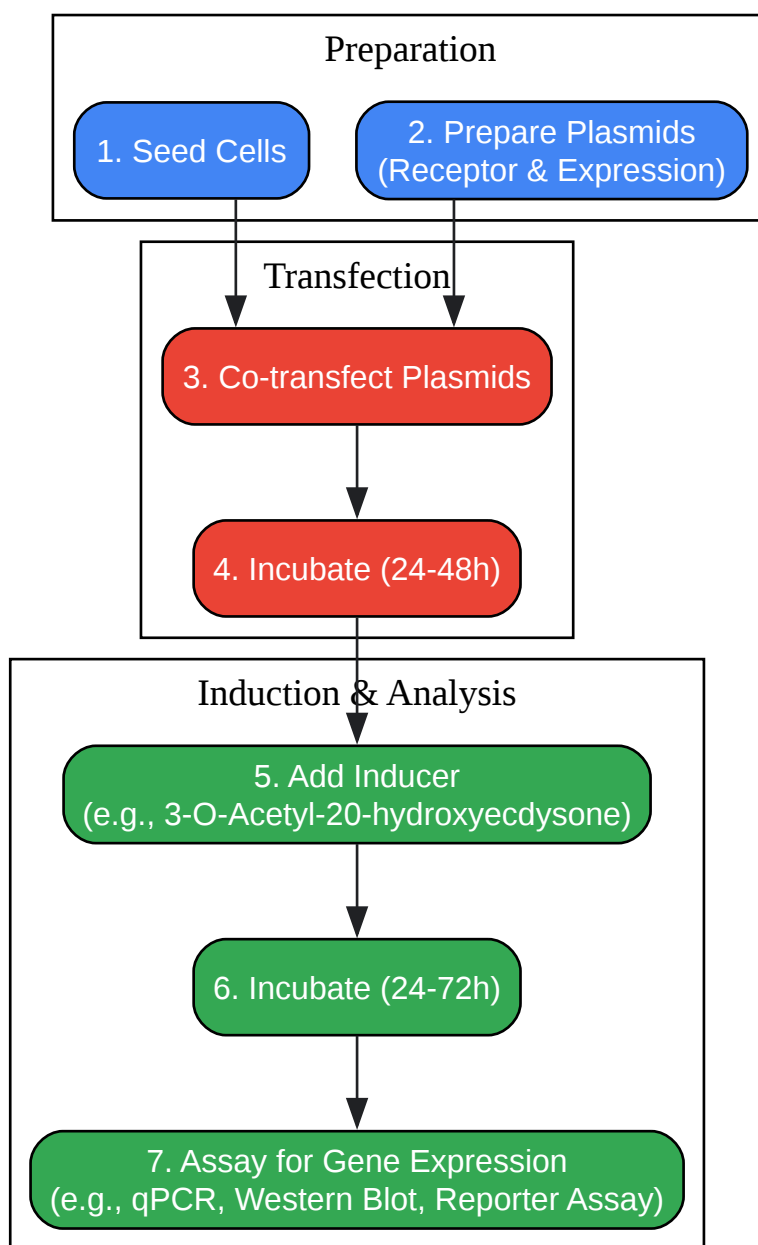 Preparation
1. Seed Cells
2. Prepare Plasmids
(Receptor & Expression)
Transfection
3. Co-transfect Plasmids
4. Incubate (24-48h)
Induction & Analysis
5. Add Inducer
(e.g., 3-O-Acetyl-20-hydroxyecdysone)
6. Incubate (24-72h)
7. Assay for Gene Expression
(e.g., qPCR, Western Blot, Reporter Assay)